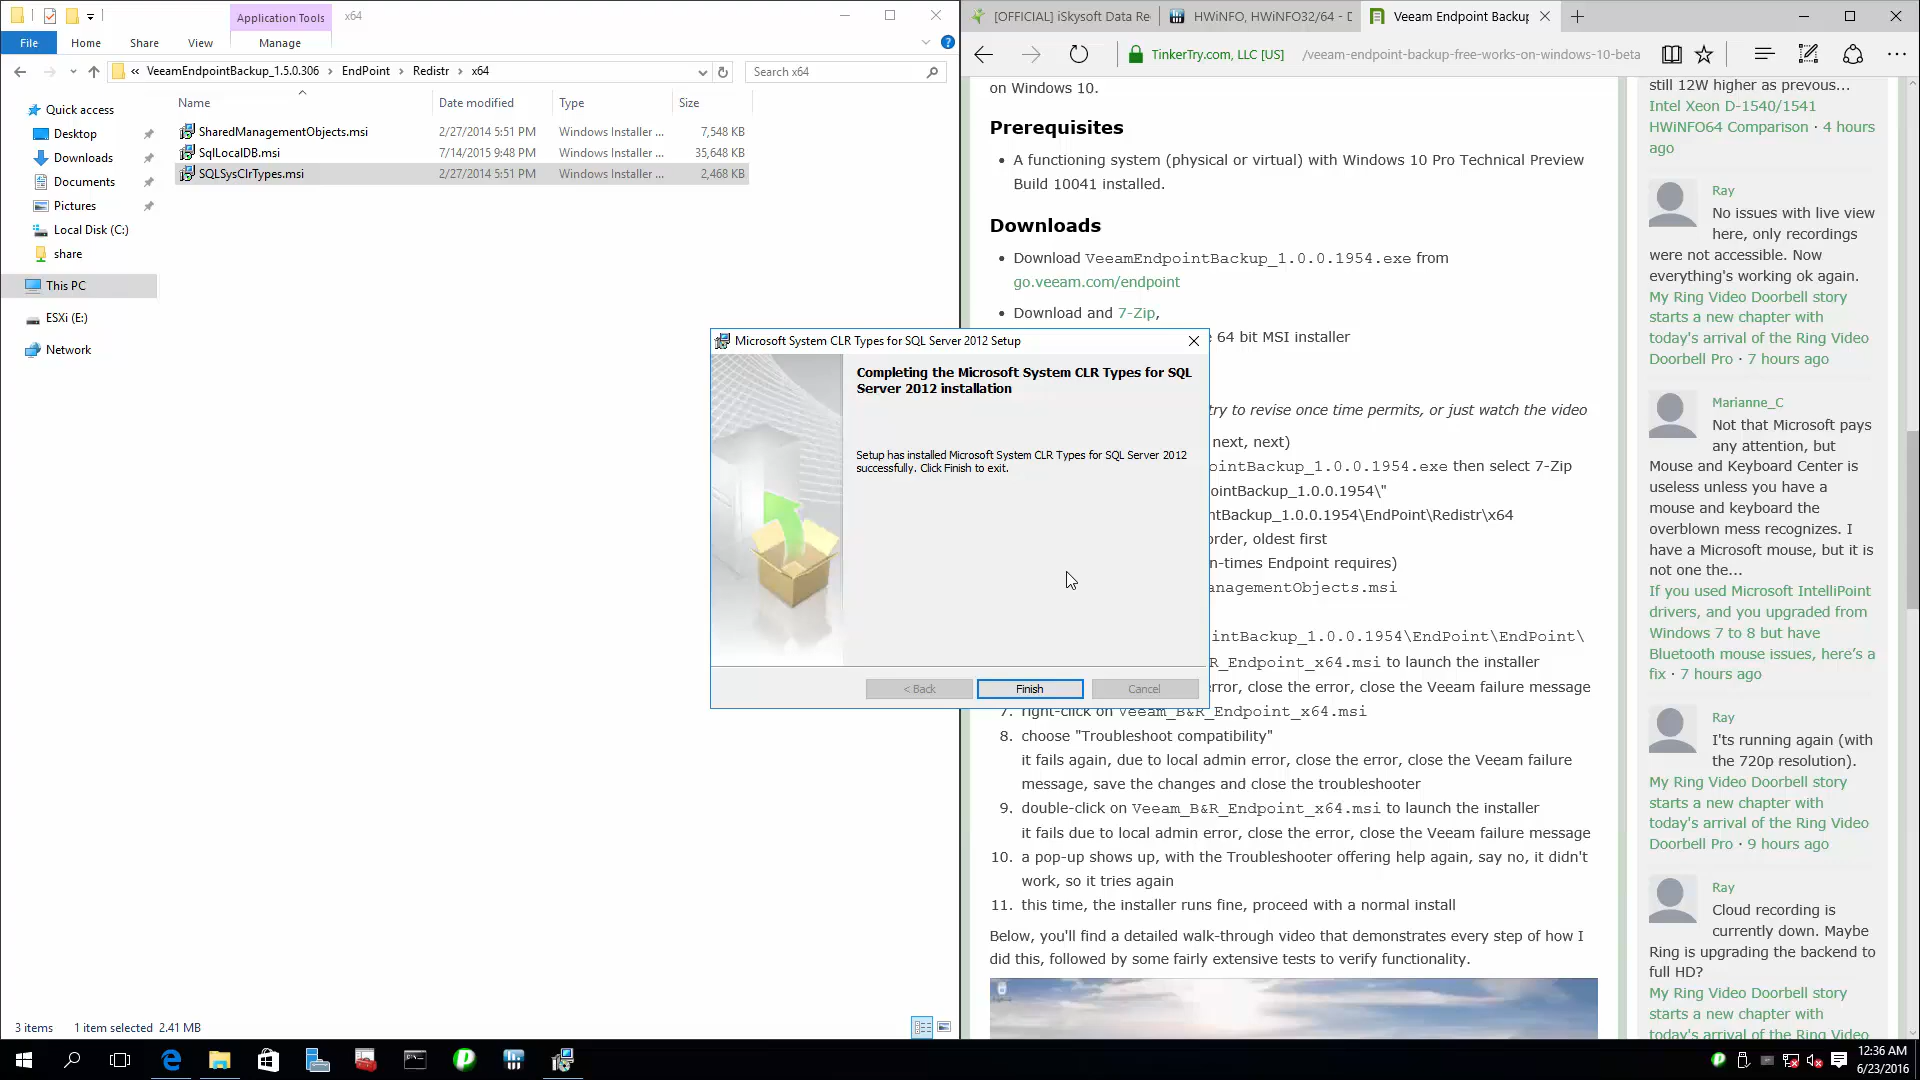 Application Tools
x64
File
Home
Share
View
Manage
« VeeamEndpointBackup_1.5.0.306 › EndPoint › Redistr › x64
Search x64
Quick access
Desktop
Downloads
Documents
Pictures
Local Disk (C:)
share
This PC
ESXi (E:)
Network
Name
Date modified
Type
Size
SharedManagementObjects.msi 2/27/2014 5:51 PM Windows Installer ... 7,548 KB
SqlLocalDB.msi 7/14/2015 9:48 PM Windows Installer ... 35,648 KB
SQLSysClrTypes.msi 2/27/2014 5:51 PM Windows Installer ... 2,468 KB
3 items 1 item selected 2.41 MB
Microsoft System CLR Types for SQL Server 2012 Setup
Completing the Microsoft System CLR Types for SQL
Server 2012 installation
Setup has installed Microsoft System CLR Types for SQL Server 2012
successfully. Click Finish to exit.
< Back
Finish
Cancel
[OFFICIAL] iSkysoft Data Re
HWiNFO, HWiNFO32/64 - D
Veeam Endpoint Backup
TinkerTry.com, LLC [US]
/veeam-endpoint-backup-free-works-on-windows-10-beta
on Windows 10.
Prerequisites
• A functioning system (physical or virtual) with Windows 10 Pro Technical Preview
Build 10041 installed.
Downloads
• Download VeeamEndpointBackup_1.0.0.1954.exe from
go.veeam.com/endpoint
• Download and 7-Zip,
64 bit MSI installer
try to revise once time permits, or just watch the video
next, next)
ointBackup_1.0.0.1954.exe then select 7-Zip
ointBackup_1.0.0.1954\"
ntBackup_1.0.0.1954\EndPoint\Redistr\x64
order, oldest first
n-times Endpoint requires)
anagementObjects.msi
intBackup_1.0.0.1954\EndPoint\EndPoint\
R_Endpoint_x64.msi to launch the installer
error, close the error, close the Veeam failure message
7. right-click on Veeam_B&R_Endpoint_x64.msi
8. choose "Troubleshoot compatibility"
it fails again, due to local admin error, close the error, close the Veeam failure
message, save the changes and close the troubleshooter
9. double-click on Veeam_B&R_Endpoint_x64.msi to launch the installer
it fails due to local admin error, close the error, close the Veeam failure message
10. a pop-up shows up, with the Troubleshooter offering help again, say no, it didn't
work, so it tries again
11. this time, the installer runs fine, proceed with a normal install
Below, you'll find a detailed walk-through video that demonstrates every step of how I
did this, followed by some fairly extensive tests to verify functionality.
still 12W higher as prevous...
Intel Xeon D-1540/1541
HWiNFO64 Comparison · 4 hours
ago
Ray
No issues with live view
here, only recordings
were not accessible. Now
everything's working ok again.
My Ring Video Doorbell story
starts a new chapter with
today's arrival of the Ring Video
Doorbell Pro · 7 hours ago
Marianne_C
Not that Microsoft pays
any attention, but
Mouse and Keyboard Center is
useless unless you have a
mouse and keyboard the
overblown mess recognizes. I
have a Microsoft mouse, but it is
not one the...
If you used Microsoft IntelliPoint
drivers, and you upgraded from
Windows 7 to 8 but have
Bluetooth mouse issues, here's a
fix · 7 hours ago
Ray
I'ts running again (with
the 720p resolution).
My Ring Video Doorbell story
starts a new chapter with
today's arrival of the Ring Video
Doorbell Pro · 9 hours ago
Ray
Cloud recording is
currently down. Maybe
Ring is upgrading the backend to
full HD?
My Ring Video Doorbell story
starts a new chapter with
today's arrival of the Ring Video
12:36 AM
6/23/2016